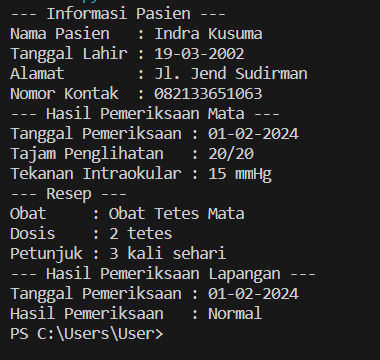 --- Informasi Pasien ---
Nama Pasien   : Indra Kusuma
Tanggal Lahir : 19-03-2002
Alamat        : Jl. Jend Sudirman
Nomor Kontak  : 082133651063
--- Hasil Pemeriksaan Mata ---
Tanggal Pemeriksaan : 01-02-2024
Tajam Penglihatan   : 20/20
Tekanan Intraokular : 15 mmHg
--- Resep ---
Obat     : Obat Tetes Mata
Dosis    : 2 tetes
Petunjuk : 3 kali sehari
--- Hasil Pemeriksaan Lapangan ---
Tanggal Pemeriksaan : 01-02-2024
Hasil Pemeriksaan   : Normal
PS C:\Users\User>